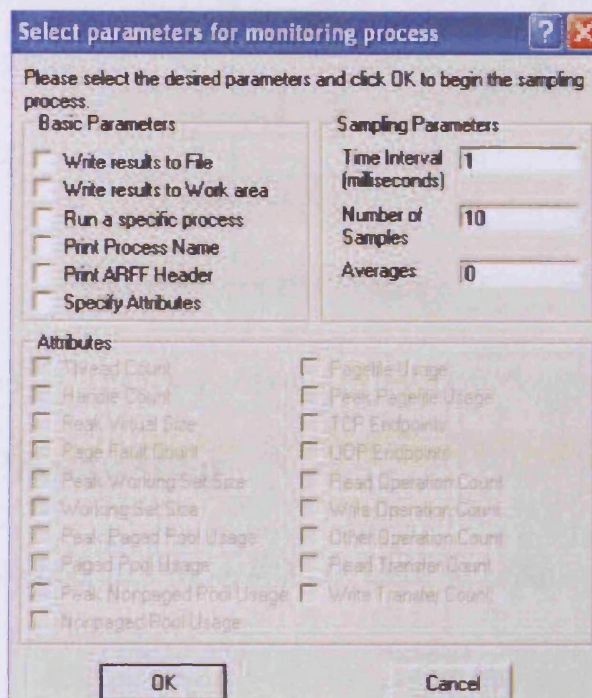 Select parameters for monitoring process
Please select the desired parameters and click OK to begin the sampling
process.
Basic Parameters
Write results to File
Write results to Work area
Run a specific process
Print Process Name
Print ARFF Header
Specify Attributes
Sampling Parameters
Time Interval 1
(milliseconds)
Number of 10
Samples
Averages 0
Attributes
Thread Count
Handle Count
Peak Virtual Size
Page Fault Count
Peak Working Set Size
Working Set Size
Peak Paged Pool Usage
Paged Pool Usage
Peak Nonpaged Pool Usage
Nonpaged Pool Usage
Pagefile Usage
Peak Pagefile Usage
TCP Endpoints
UDP Endpoints
Read Operation Count
Write Operation Count
Other Operation Count
Read Transfer Count
Write Transfer Count
OK
Cancel